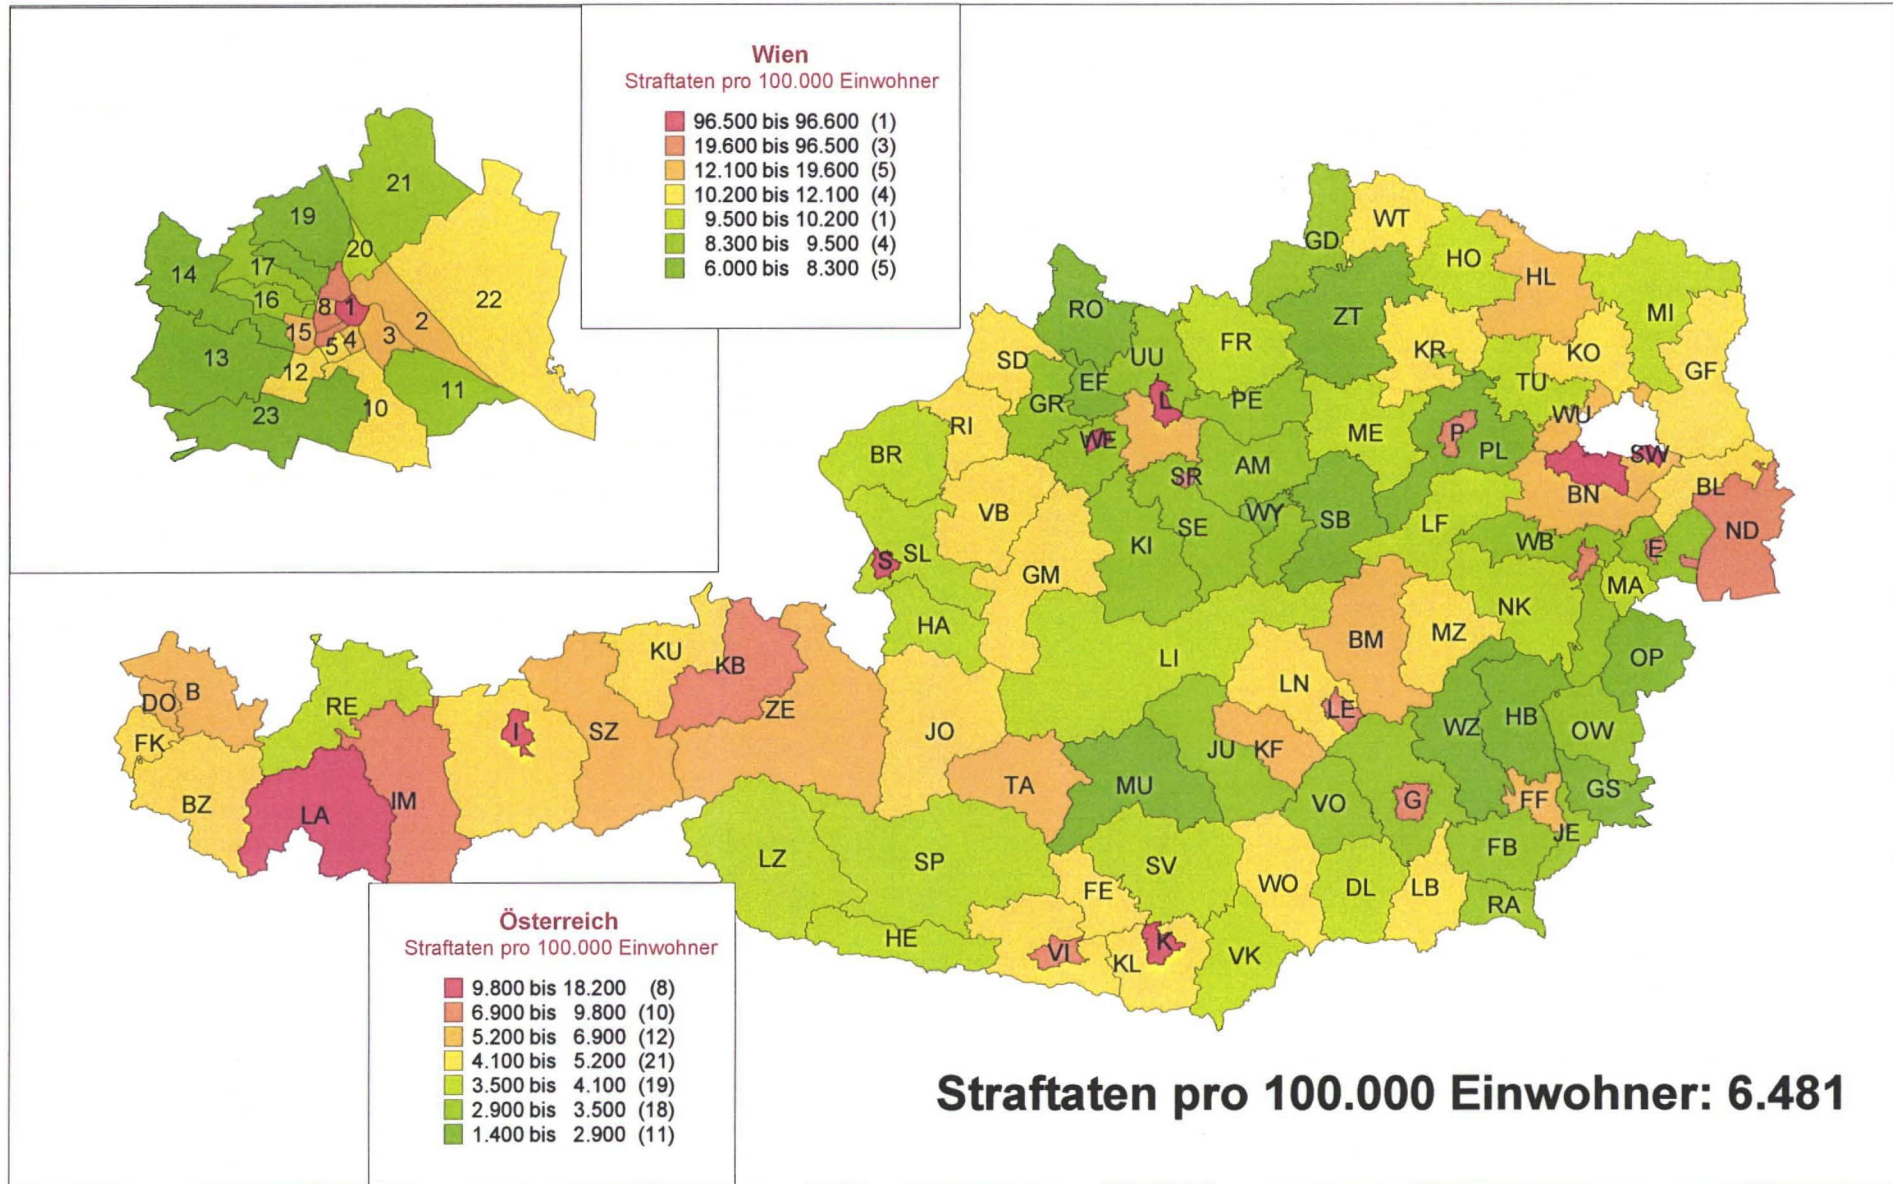 Wien
Straftaten pro 100.000 Einwohner
96.500 bis 96.600 (1)
19.600 bis 96.500 (3)
12.100 bis 19.600 (5)
10.200 bis 12.100 (4)
9.500 bis 10.200 (1)
8.300 bis 9.500 (4)
6.000 bis 8.300 (5)
21
19
20
14
17
22
16
8
1
15
2
5
4
3
13
12
11
10
23
WT
GD
HO
HL
RO
ZT
MI
UU
FR
SD
KR
KO
GF
EF
TU
GR
L
PE
WU
RI
ME
P
WE
PL
BR
SW
AM
SR
BL
BN
VB
WY
SB
SE
LF
ND
KI
WB
E
SL
S
GM
MA
NK
HA
BM
MZ
KU
LI
OP
KB
LN
DO
B
RE
LE
ZE
HB
I
SZ
JO
WZ
OW
FK
JU
KF
TA
MU
GS
BZ
IM
VO
G
FF
LA
JE
FB
LZ
SP
SV
FE
WO
DL
LB
RA
HE
K
VI
KL
VK
Österreich
Straftaten pro 100.000 Einwohner
9.800 bis 18.200 (8)
6.900 bis 9.800 (10)
5.200 bis 6.900 (12)
4.100 bis 5.200 (21)
3.500 bis 4.100 (19)
2.900 bis 3.500 (18)
1.400 bis 2.900 (11)
Straftaten pro 100.000 Einwohner: 6.481